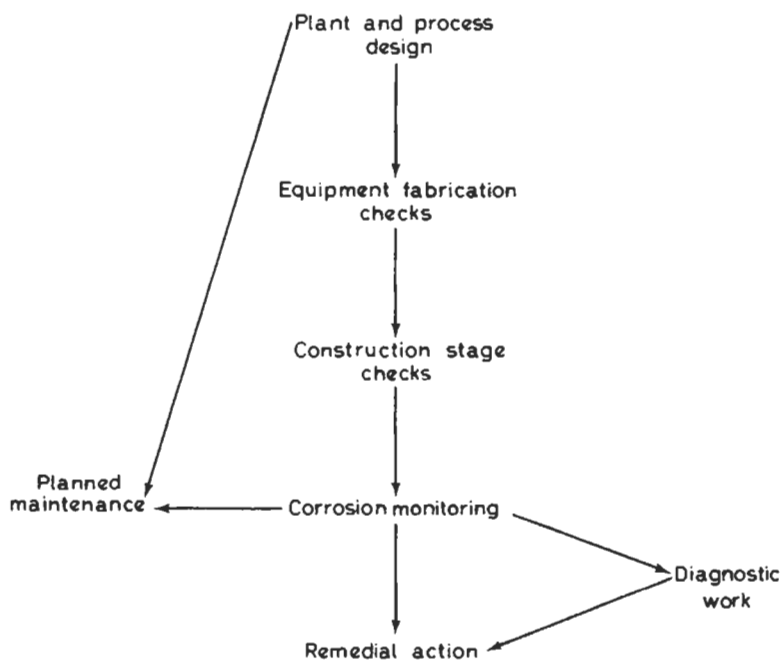 Plant and process
design
Equipment fabrication
checks
Construction stage
checks
Planned
maintenance
Corrosion monitoring
Diagnostic
work
Remedial action